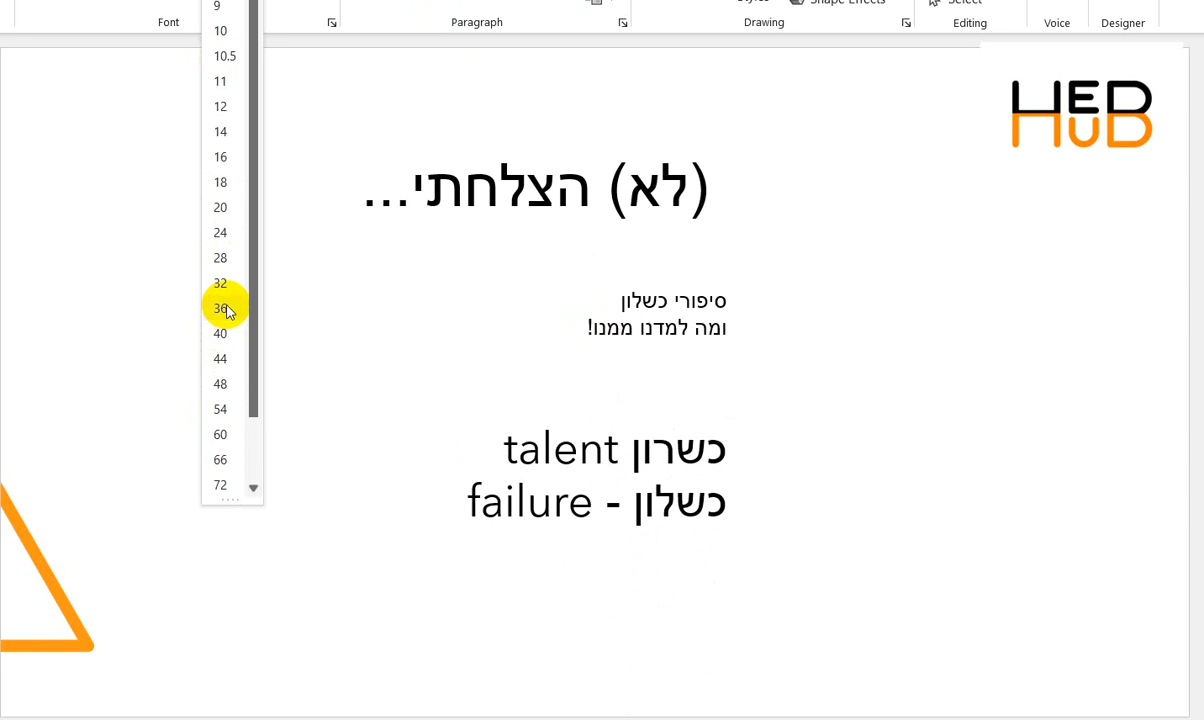 Styles
Shape Effects
Select
Font
Paragraph
Drawing
Editing
Voice
Designer
9
10
10.5
11
12
14
16
18
20
24
28
32
36
40
44
48
54
60
66
72
HEB
HUB
(לא) הצלחתי...
סיפורי כשלון
ומה למדנו ממנו!
כשרון talent
כשלון - failure